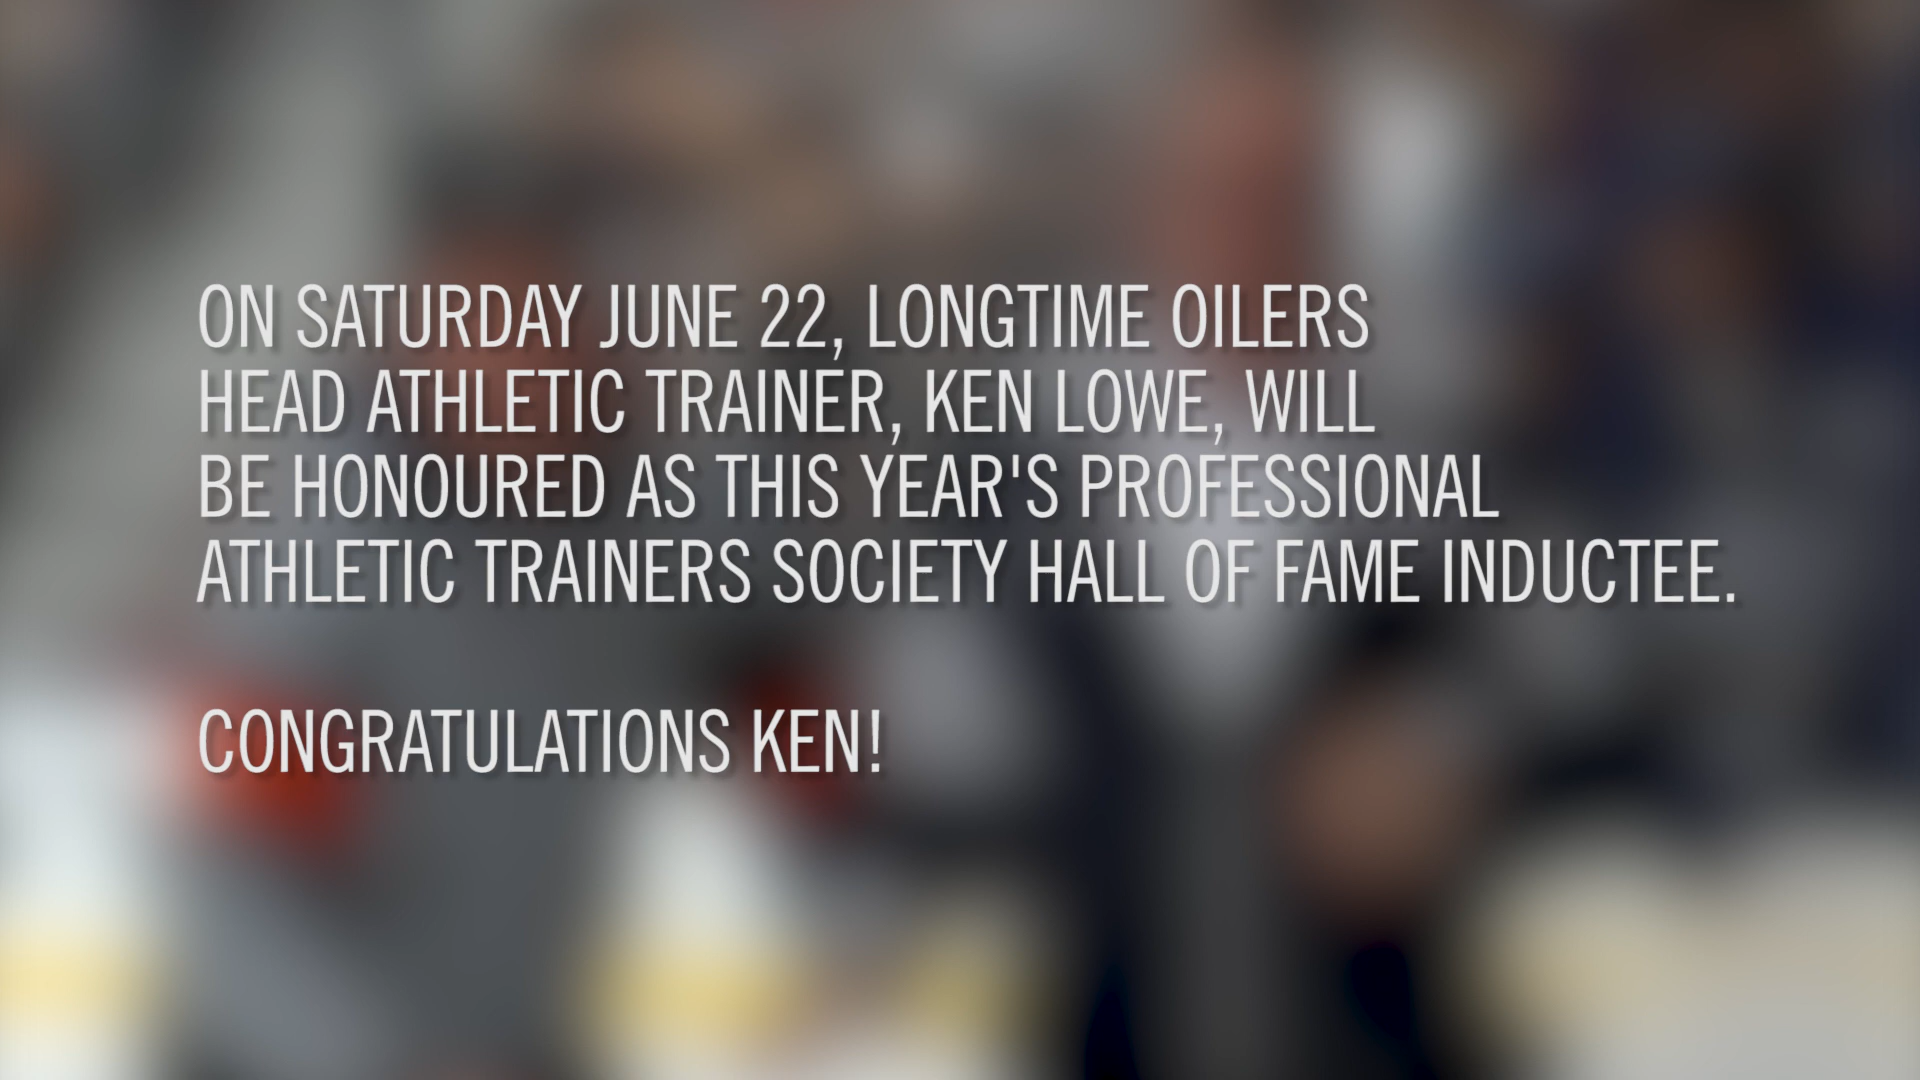 ON SATURDAY JUNE 22, LONGTIME OILERS
HEAD ATHLETIC TRAINER, KEN LOWE, WILL
BE HONOURED AS THIS YEAR'S PROFESSIONAL
ATHLETIC TRAINERS SOCIETY HALL OF FAME INDUCTEE.
CONGRATULATIONS KEN!